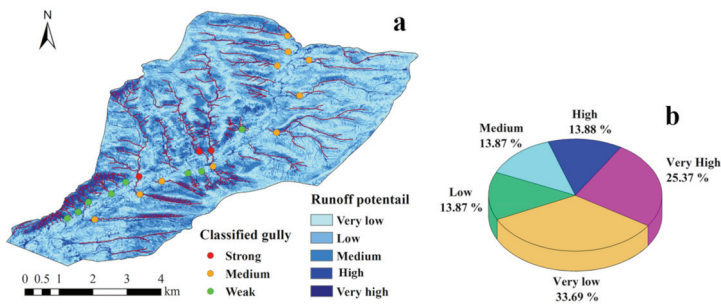 N
a
b
High
13.88 %
Medium
13.87 %
Very High
25.37 %
Low
13.87 %
Very low
33.69 %
Runoff potentail
Very low
Low
Medium
High
Very high
Classified gully
Strong
Medium
Weak
0 0.5 1 2 3 4
km